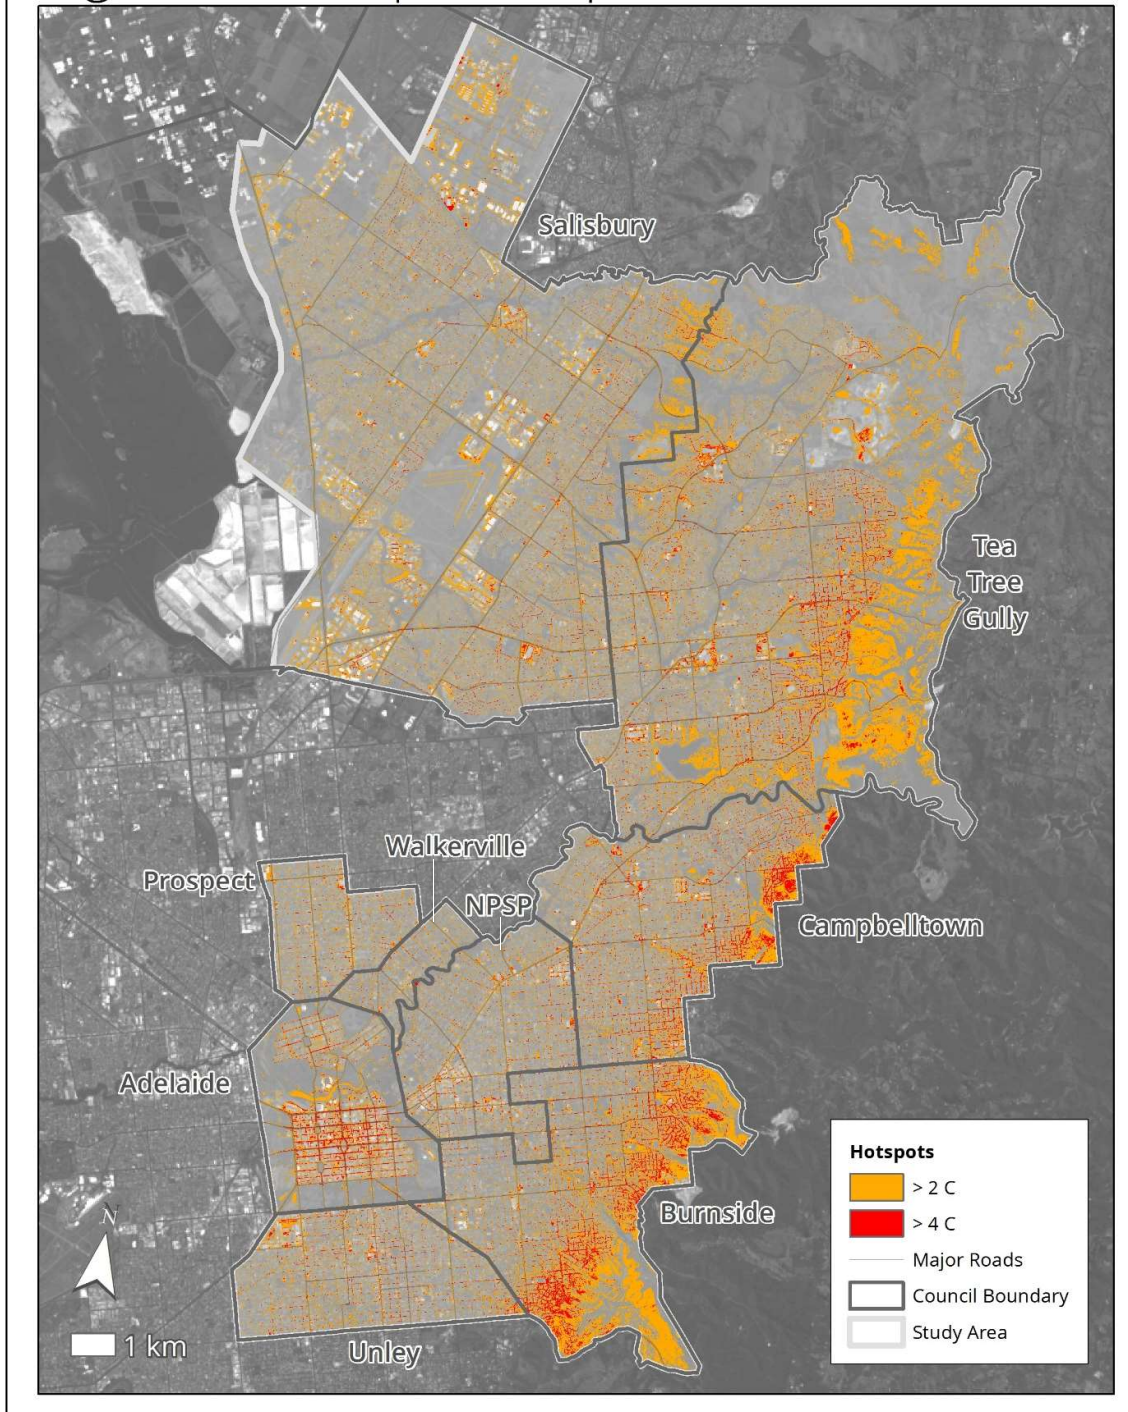 Salisbury
Tea
Tree
Gully
Walkerville
Prospect
NPSP
Campbelltown
Adelaide
Burnside
Unley
N
1 km
Hotspots
> 2 C
> 4 C
Major Roads
Council Boundary
Study Area